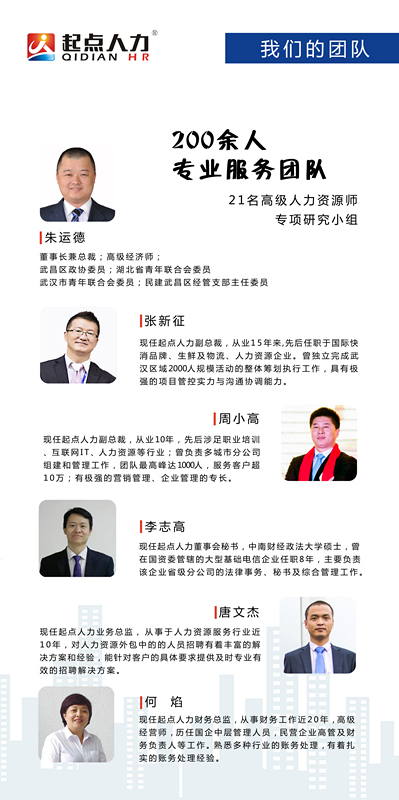 起点人力®
QIDIAN HR
我们的团队
200余人
专业服务团队
21名高级人力资源师
专项研究小组
朱运德
董事长兼总裁；高级经济师；
武昌区政协委员；湖北省青年联合会委员
武汉市青年联合会委员；民建武昌区经管支部主任委员
张新征
现任起点人力副总裁，从业15年来,先后任职于国际快
消品牌、生鲜及物流、人力资源企业。曾独立完成武
汉区域2000人规模活动的整体筹划执行工作，具有极
强的项目管控实力与沟通协调能力。
周小高
现任起点人力副总裁，从业10年，先后涉足职业培训
、互联网IT、人力资源等行业；曾负责多城市分公司
组建和管理工作，团队最高峰达1000人，服务客户超
10万；有极强的营销管理、企业管理的专长。
李志高
现任起点人力董事会秘书，中南财经政法大学硕士，曾
在国资委管辖的大型基础电信企业任职8年，主要负责
该企业省级分公司的法律事务、秘书及综合管理工作。
唐文杰
现任起点人力业务总监，从事于人力资源服务行业近
10年，对人力资源外包中的的人员招聘有着丰富的解
决方案和经验，能针对客户的具体要求提供及时专业有
效的招聘解决方案。
何 焰
现任起点人力财务总监，从事财务工作近20年，高级
经营师，历任国企中层管理人员，民营企业高管及财
务负责人等工作。熟悉多种行业的账务处理，有着扎
实的账务处理经验。